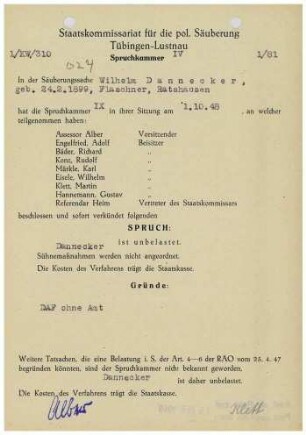 Staatskommissariat für die pol. Säuberung
Tübingen-Lustnau
Spruchkammer IV
1/KW/310 1/81
In der Säuberungssache Wilhelm Dannecker,
geb. 24.2.1899, Flaschner, Ratshausen
hat die Spruchkammer IX in ihrer Sitzung am 1.10.48 , an welcher
teilgenommen haben:
Assessor Alber Vorsitzender
Engelfried, Adolf Beisitzer
Bäder, Richard "
Konz, Rudolf "
Märkle, Karl "
Eisele, Wilhelm "
Klett, Martin "
Hannemann, Gustav "
Referendar Heim Vertreter des Staatskommissars
beschlossen und sofort verkündet folgenden
SPRUCH:
Dannecker ist unbelastet.
Sühnemaßnahmen werden nicht angeordnet.
Die Kosten des Verfahrens trägt die Staatskasse.
Gründe:
DAF ohne Amt
Weitere Tatsachen, die eine Belastung i. S. der Art. 4—6 der RAO vom 25. 4. 47
begründen könnten, sind der Spruchkammer nicht bekannt geworden.
Dannecker ist daher unbelastet.
Die Kosten des Verfahrens trägt die Staatskasse.
Alber Klett